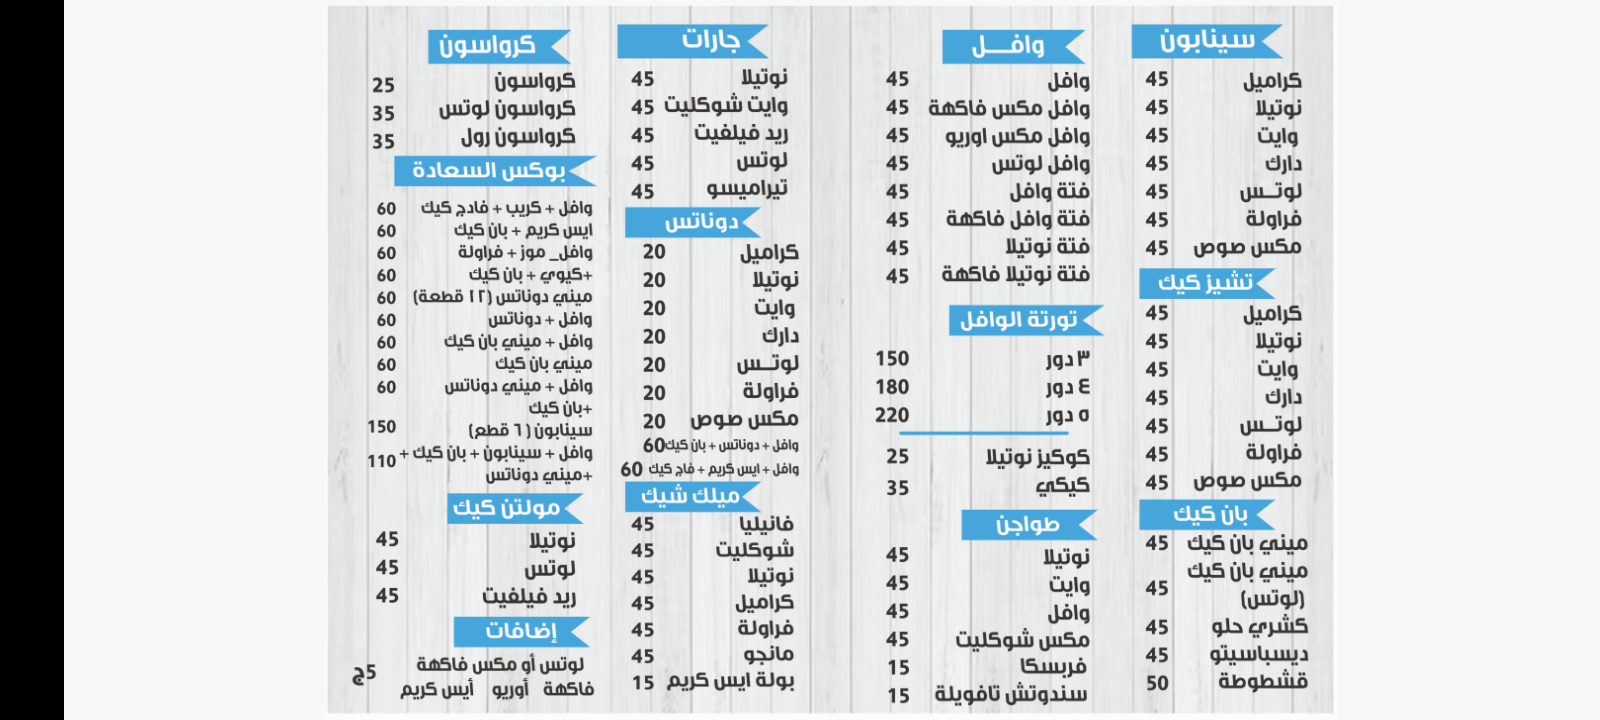 سينابون
كراميل 45
نوتيلا 45
وايت 45
دارك 45
لوتــس 45
فراولة 45
مكس صوص 45
تشيز كيك
كراميل 45
نوتيلا 45
وايت 45
دارك 45
لوتــس 45
فراولة 45
مكس صوص 45
بان كيك
ميني بان كيك 45
ميني بان كيك
(لوتس) 45
كشري حلو 45
ديسباسيتو 45
قشطوطة 50
وافــــل
وافل 45
وافل مكس فاكهة 45
وافل مكس اوريو 45
وافل لوتس 45
فتة وافل 45
فتة وافل فاكهة 45
فتة نوتيلا 45
فتة نوتيلا فاكهة 45
تورتة الوافل
٣ دور 150
٤ دور 180
٥ دور 220
كوكيز نوتيلا 25
كيكي 35
طواجن
نوتيلا 45
وايت 45
وافل 45
مكس شوكليت 45
فريسكا 15
سندوتش تافويلة 15
جارات
نوتيلا 45
وايت شوكليت 45
ريد فيلفيت 45
لوتس 45
تيراميسو 45
دوناتس
كراميل 20
نوتيلا 20
وايت 20
دارك 20
لوتــس 20
فراولة 20
مكس صوص 20
وافل + دوناتس + بان كيك 60
وافل + ايس كريم + فاج كيك 60
ميلك شيك
فانيليا 45
شوكليت 45
نوتيلا 45
كراميل 45
فراولة 45
مانجو 45
بولة ايس كريم 15
كرواسون
كرواسون 25
كرواسون لوتس 35
كرواسون رول 35
بوكس السعادة
وافل + كريب + فادج كيك 60
ايس كريم + بان كيك 60
وافل_ موز + فراولة 60
+كيوي + بان كيك 60
ميني دوناتس (١٢ قطعة) 60
وافل + دوناتس 60
وافل + ميني بان كيك 60
ميني بان كيك 60
وافل + ميني دوناتس 60
+بان كيك
سينابون (٦ قطع) 150
وافل + سينابون + بان كيك + 110
+ميني دوناتس
مولتن كيك
نوتيلا 45
لوتس 45
ريد فيلفيت 45
إضافات
لوتس أو مكس فاكهة 5ج
فاكهة أوريو أيس كريم